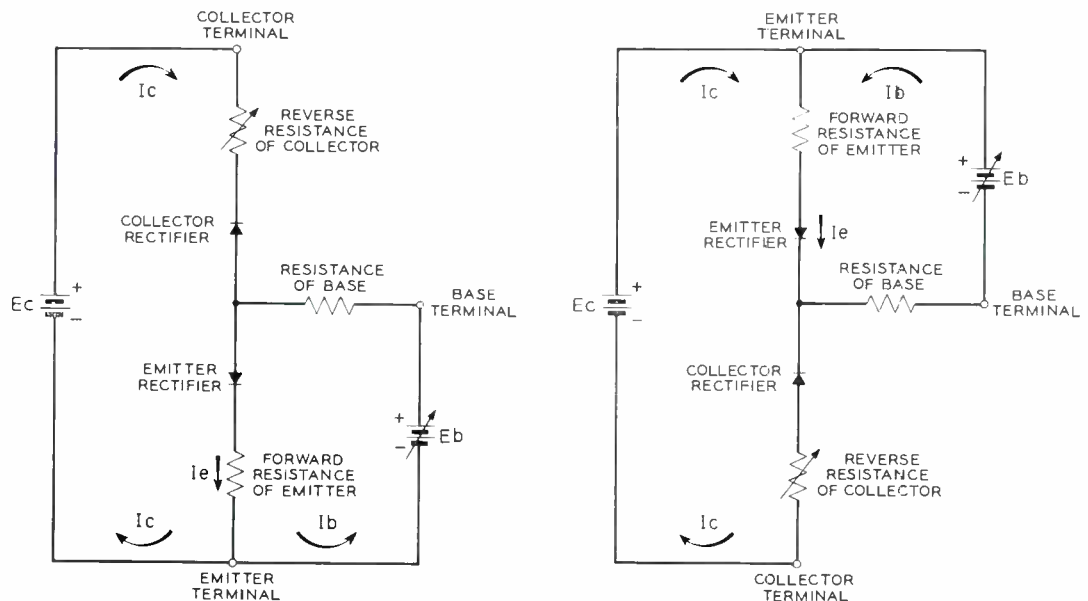 COLLECTOR
TERMINAL
Ic
REVERSE
RESISTANCE
OF COLLECTOR
COLLECTOR
RECTIFIER
RESISTANCE
OF BASE
Ec
+
−
BASE
TERMINAL
EMITTER
RECTIFIER
+
−
Eb
Ie
FORWARD
RESISTANCE
OF EMITTER
Ic
Ib
EMITTER
TERMINAL
EMITTER
TERMINAL
Ic
Ib
FORWARD
RESISTANCE
OF EMITTER
+
−
Eb
EMITTER
RECTIFIER
Ie
RESISTANCE
OF BASE
Ec
+
−
BASE
TERMINAL
COLLECTOR
RECTIFIER
REVERSE
RESISTANCE
OF COLLECTOR
Ic
COLLECTOR
TERMINAL